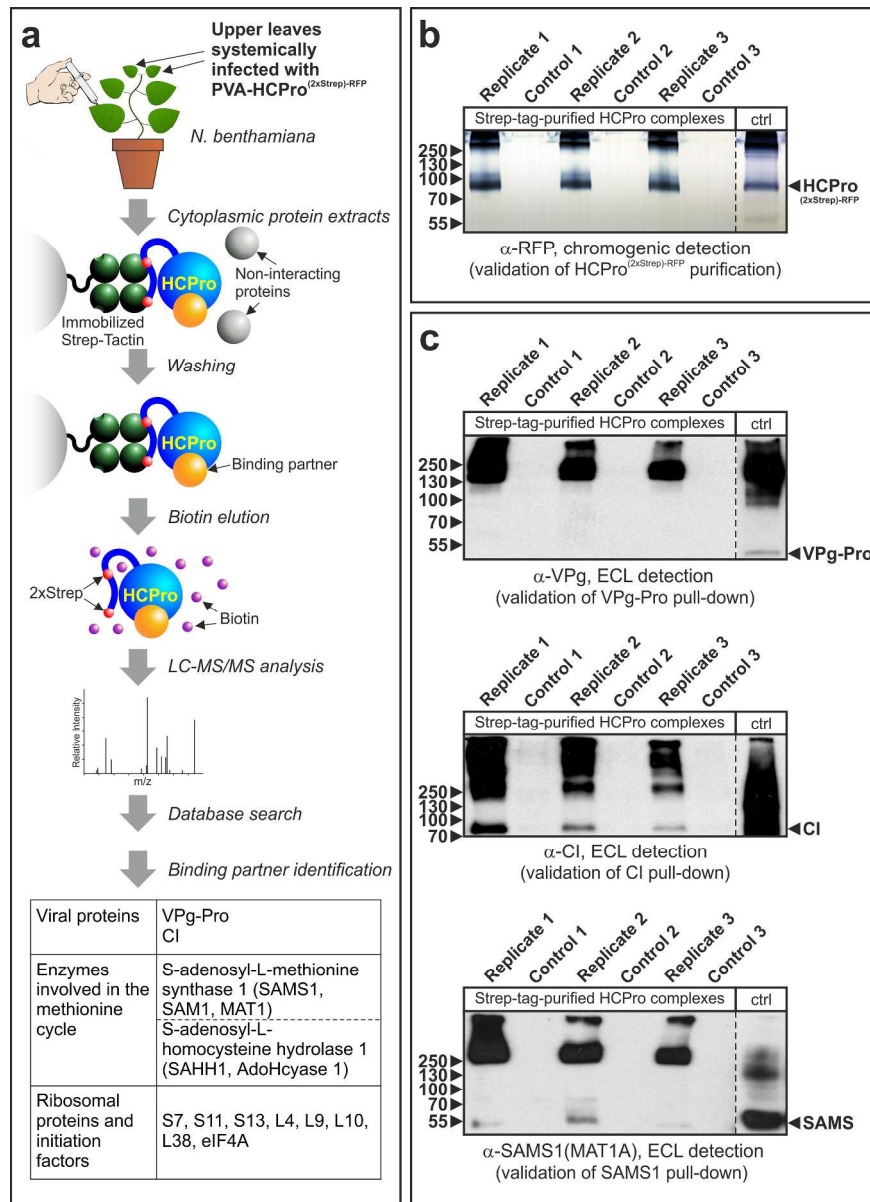 a
Upper leaves
systemically
infected with
PVA-HCPro(2xStrep)-RFP
N. benthamiana
Cytoplasmic protein extracts
HCPro
Non-interacting
proteins
Immobilized
Strep-Tactin
Washing
HCPro
Binding partner
Biotin elution
2xStrep
HCPro
Biotin
LC-MS/MS analysis
Relative Intensity
m/z
Database search
Binding partner identification
Viral proteins
VPg-Pro
CI
Enzymes
involved in the
methionine
cycle
S-adenosyl-L-methionine
synthase 1 (SAMS1,
SAM1, MAT1)
S-adenosyl-L-
homocysteine hydrolase 1
(SAHH1, AdoHcyase 1)
Ribosomal
proteins and
initiation
factors
S7, S11, S13, L4, L9, L10,
L38, eIF4A
b
Replicate 1
Control 1
Replicate 2
Control 2
Replicate 3
Control 3
Strep-tag-purified HCPro complexes
ctrl
250
130
100
70
55
HCPro
(2xStrep)-RFP
α-RFP, chromogenic detection
(validation of HCPro(2xStrep)-RFP purification)
c
Replicate 1
Control 1
Replicate 2
Control 2
Replicate 3
Control 3
Strep-tag-purified HCPro complexes
ctrl
250
130
100
70
55
VPg-Pro
α-VPg, ECL detection
(validation of VPg-Pro pull-down)
Replicate 1
Control 1
Replicate 2
Control 2
Replicate 3
Control 3
Strep-tag-purified HCPro complexes
ctrl
250
130
100
70
CI
α-CI, ECL detection
(validation of CI pull-down)
Replicate 1
Control 1
Replicate 2
Control 2
Replicate 3
Control 3
Strep-tag-purified HCPro complexes
ctrl
250
130
100
70
55
SAMS
α-SAMS1(MAT1A), ECL detection
(validation of SAMS1 pull-down)